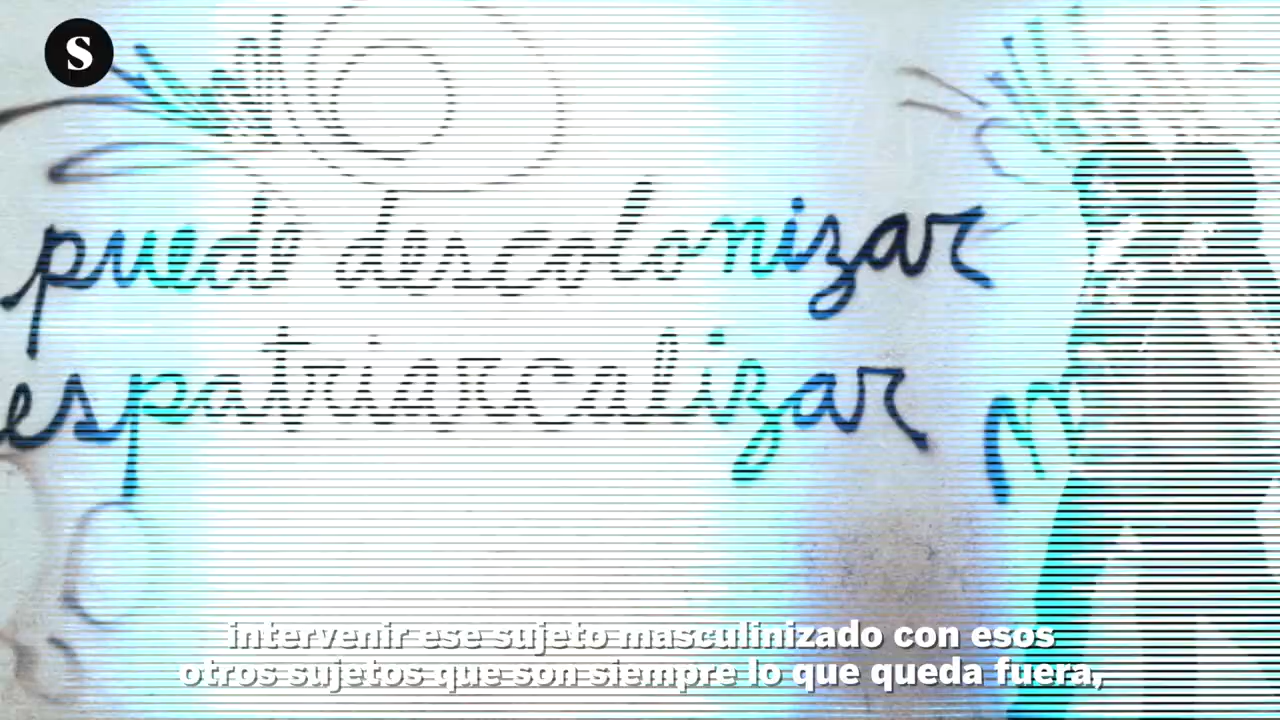 S
puede descolonizar
espatriarcalizar
intervenir ese sujeto masculinizado con esos
otros sujetos que son siempre lo que queda fuera,